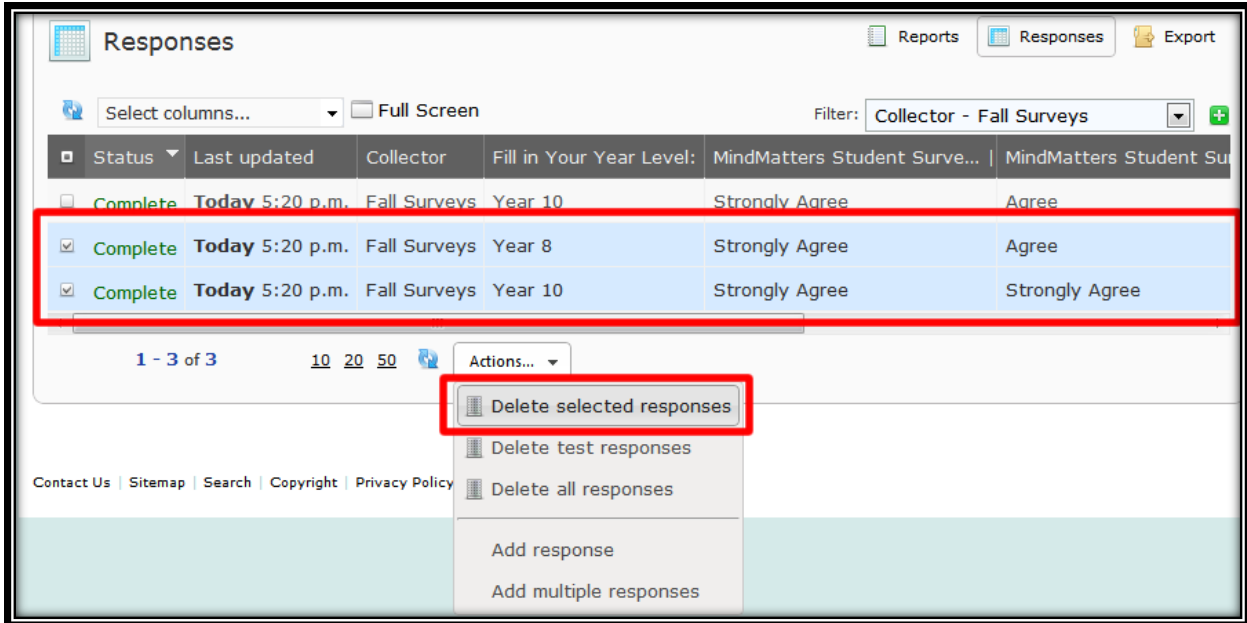 Responses
Reports Responses Export
Select columns... Full Screen Filter: Collector - Fall Surveys
Status Last updated Collector Fill in Your Year Level: MindMatters Student Surve... | MindMatters Student Sur
Complete Today 5:20 p.m. Fall Surveys Year 10 Strongly Agree Agree
Complete Today 5:20 p.m. Fall Surveys Year 8 Strongly Agree Agree
Complete Today 5:20 p.m. Fall Surveys Year 10 Strongly Agree Strongly Agree
1 - 3 of 3 10 20 50 Actions...
Delete selected responses
Delete test responses
Contact Us | Sitemap | Search | Copyright | Privacy Policy
Delete all responses
Add response
Add multiple responses